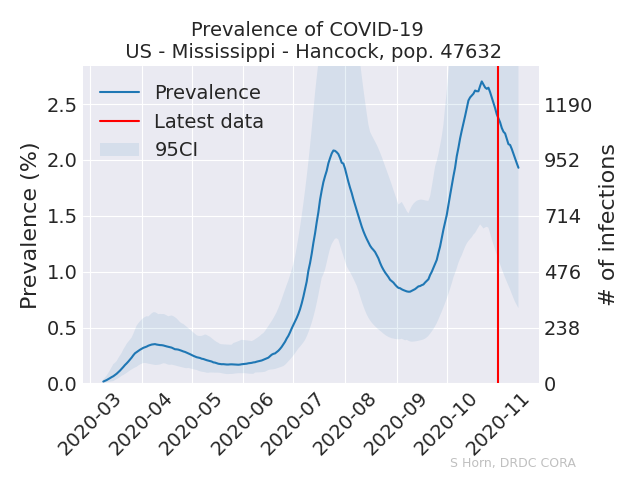 Prevalence of COVID-19
US - Mississippi - Hancock, pop. 47632
Prevalence
Latest data
95CI
Prevalence (%)
2.5
2.0
1.5
1.0
0.5
0.0
# of infections
1190
952
714
476
238
0
2020-03
2020-04
2020-05
2020-06
2020-07
2020-08
2020-09
2020-10
2020-11
S Horn, DRDC CORA